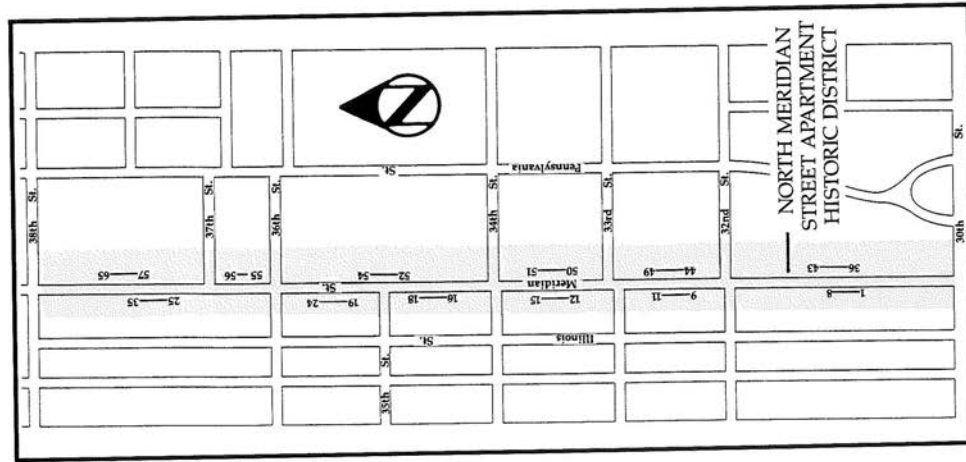 NORTH MERIDIAN
STREET APARTMENT
HISTORIC DISTRICT
N
38th St.
37th St.
36th St.
35th St.
34th St.
33rd St.
32nd St.
30th St.
Pennsylvania St.
Meridian St.
Illinois St.
57—65
55—56
52—54
50—51
44—49
36—43
25—35
19—24
16—18
12—15
9—11
1—8